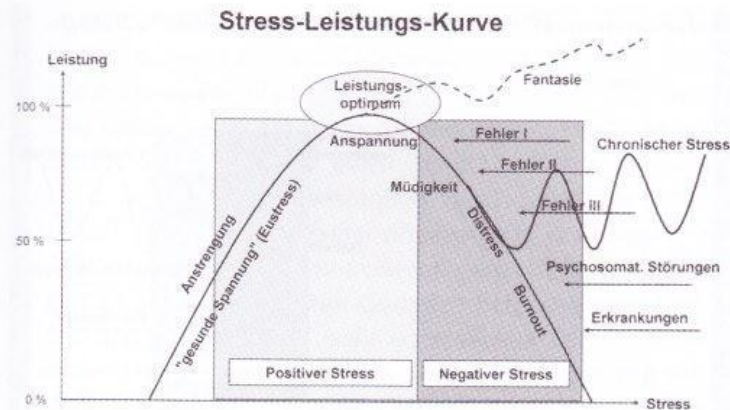 Stress-Leistungs-Kurve
Leistung
Fantasie
100 %
Leistungs-
optimum
Anspannung
Fehler I
Chronischer Stress
Fehler II
Müdigkeit
Fehler III
Anstrengung
"gesunde Spannung" (Eustress)
Distress
50 %
Psychosomat. Störungen
Burnout
Erkrankungen
Positiver Stress
Negativer Stress
0 %
Stress